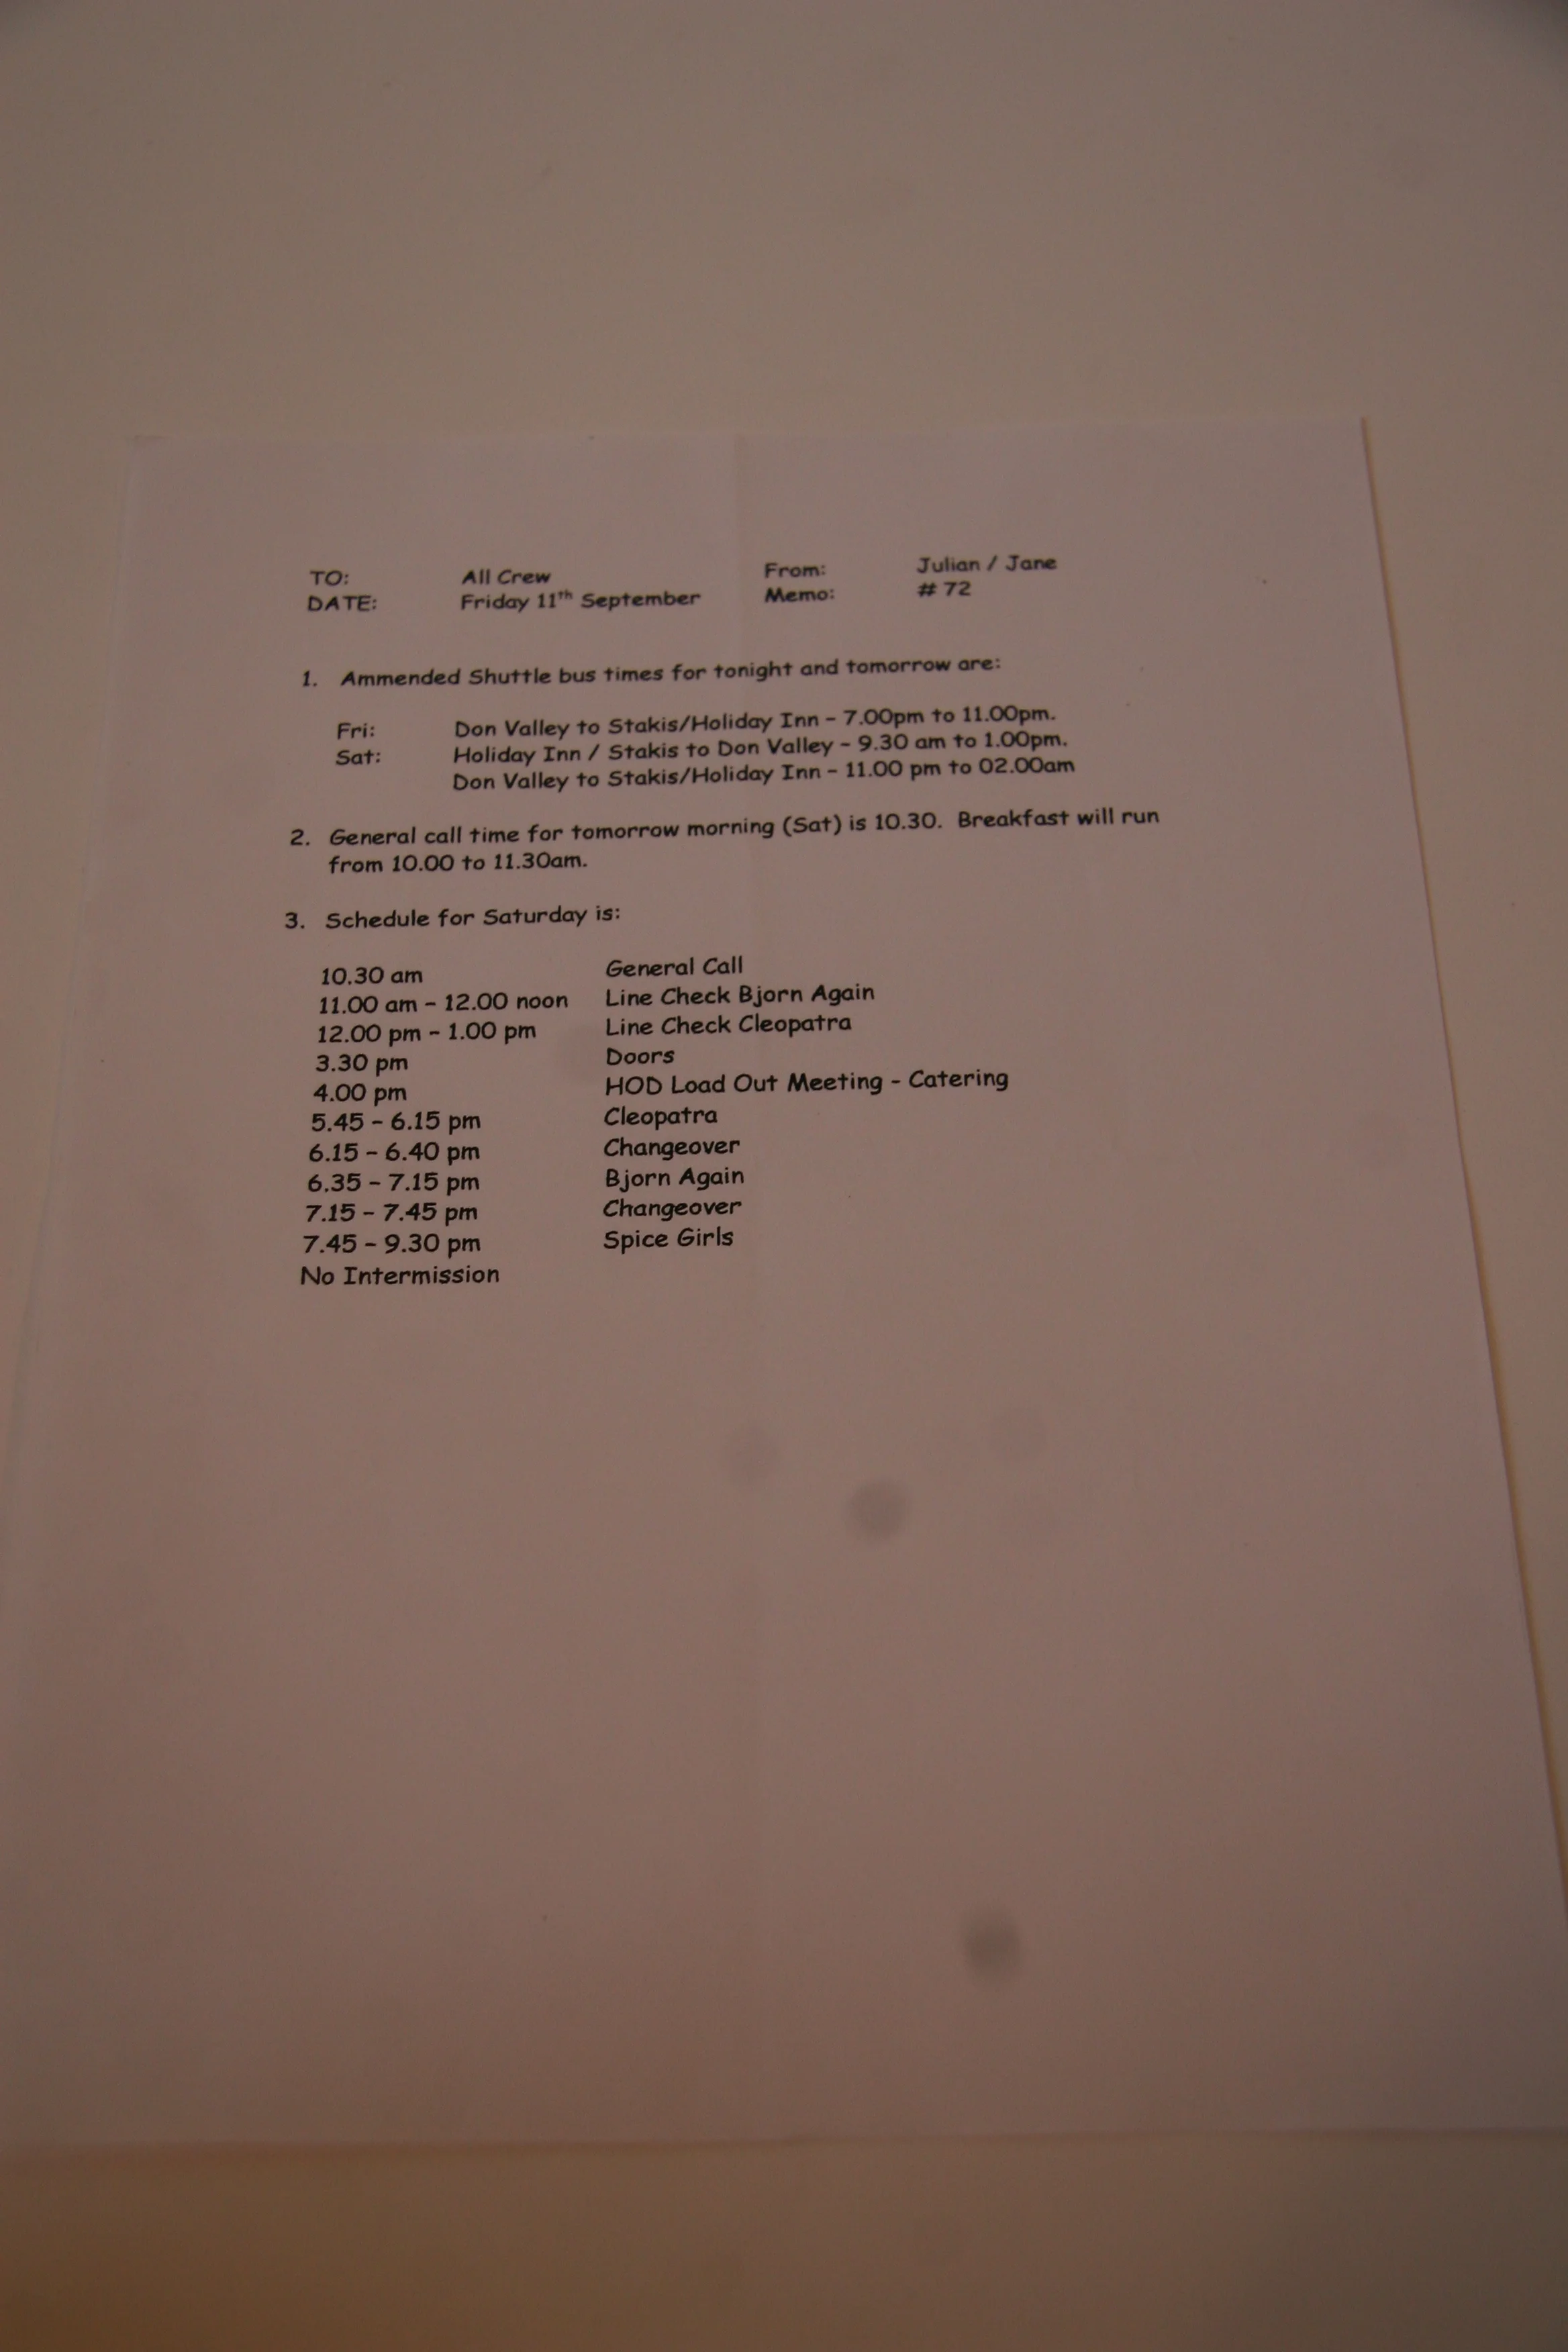 TO: All Crew From: Julian / Jane
DATE: Friday 11th September Memo: # 72
1. Ammended Shuttle bus times for tonight and tomorrow are:
Fri: Don Valley to Stakis/Holiday Inn - 7.00pm to 11.00pm.
Sat: Holiday Inn / Stakis to Don Valley - 9.30 am to 1.00pm.
Don Valley to Stakis/Holiday Inn - 11.00 pm to 02.00am
2. General call time for tomorrow morning (Sat) is 10.30. Breakfast will run
from 10.00 to 11.30am.
3. Schedule for Saturday is:
10.30 am General Call
11.00 am - 12.00 noon Line Check Bjorn Again
12.00 pm - 1.00 pm Line Check Cleopatra
3.30 pm Doors
4.00 pm HOD Load Out Meeting - Catering
5.45 - 6.15 pm Cleopatra
6.15 - 6.40 pm Changeover
6.35 - 7.15 pm Bjorn Again
7.15 - 7.45 pm Changeover
7.45 - 9.30 pm Spice Girls
No Intermission